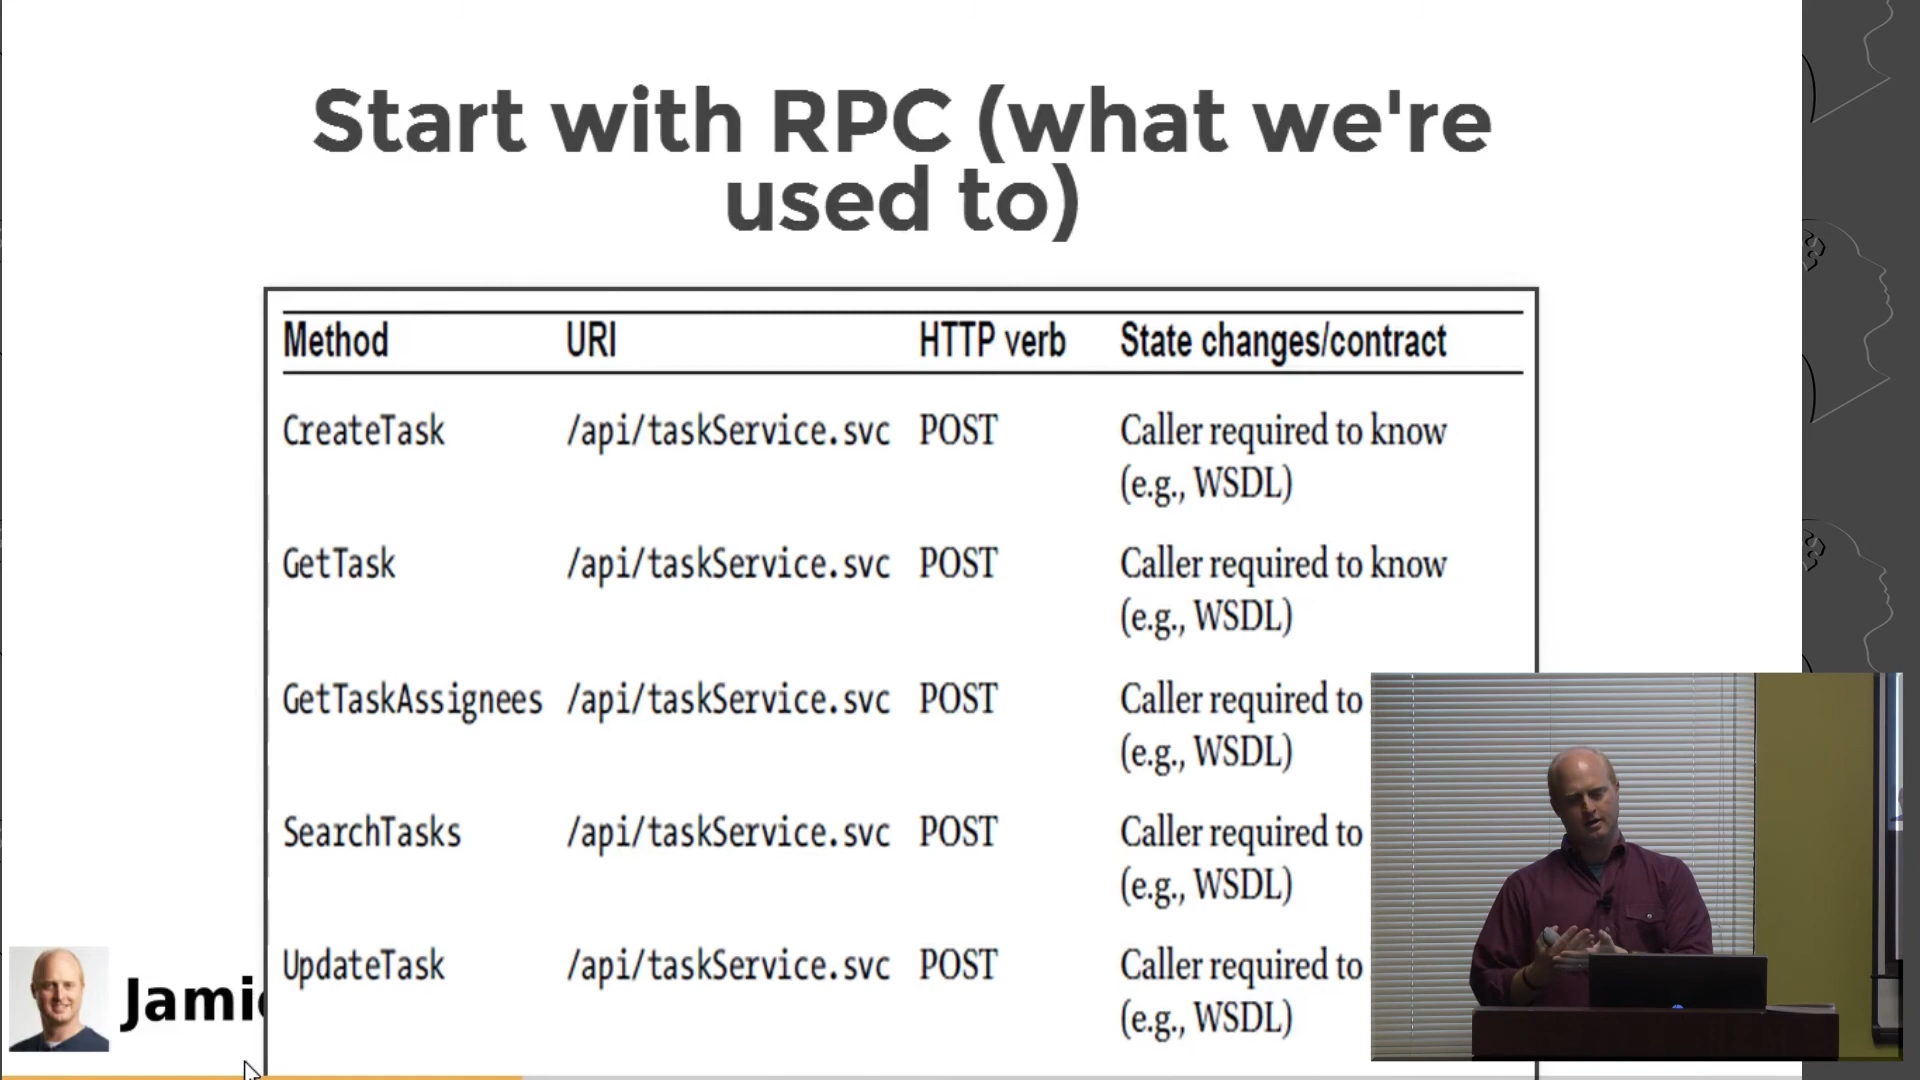 Start with RPC (what we're
used to)
Method URI HTTP verb State changes/contract
CreateTask /api/taskService.svc POST Caller required to know
(e.g., WSDL)
GetTask /api/taskService.svc POST Caller required to know
(e.g., WSDL)
GetTaskAssignees /api/taskService.svc POST Caller required to
(e.g., WSDL)
SearchTasks /api/taskService.svc POST Caller required to
(e.g., WSDL)
UpdateTask /api/taskService.svc POST Caller required to
(e.g., WSDL)